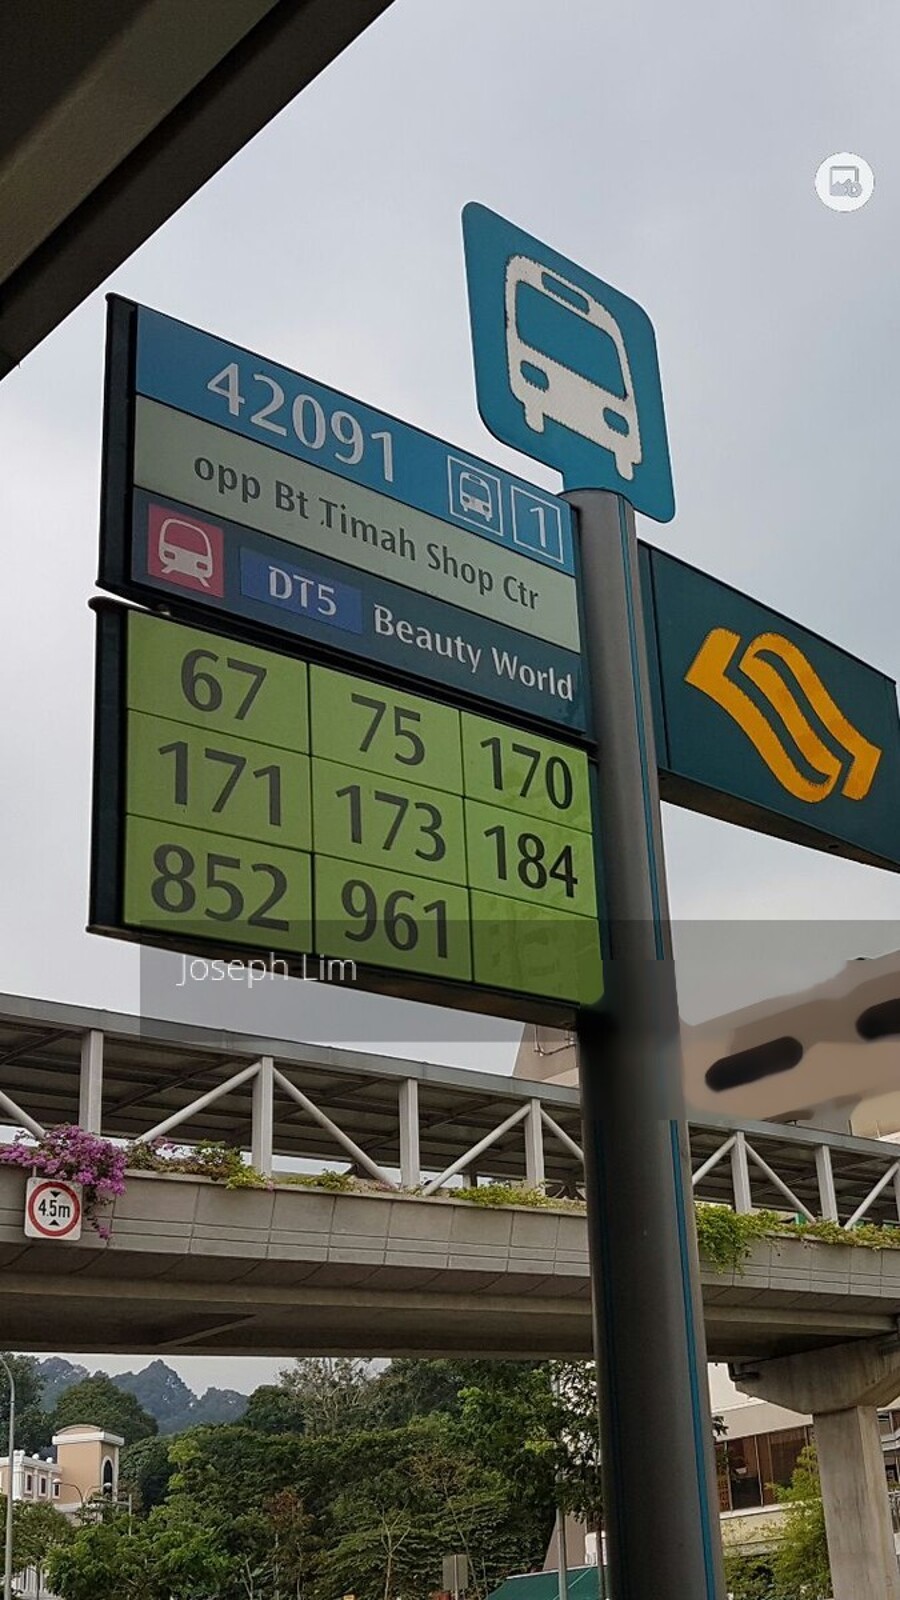 42091
1
opp Bt Timah Shop Ctr
DT5 Beauty World
67 75 170
171 173 184
852 961
Joseph Lim
4.5m